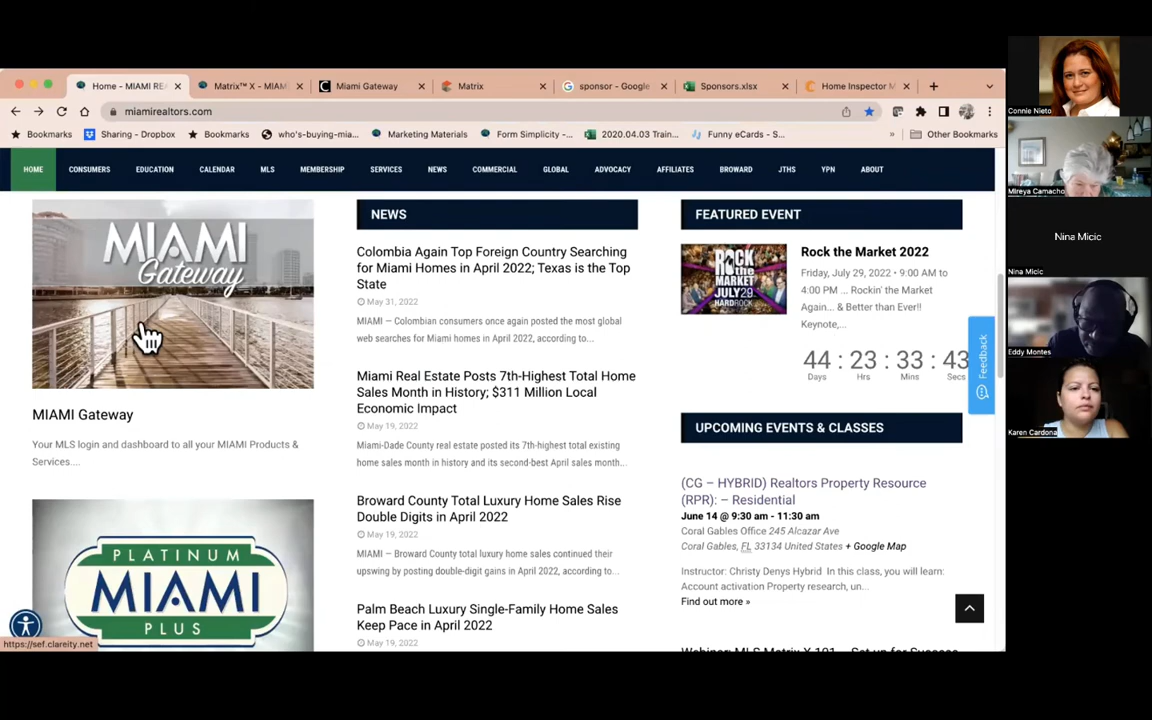 Home - MIAMI RE
Matrix™ X - MIAMI
Miami Gateway
Matrix
sponsor - Google
Sponsors.xlsx
Home Inspector M
miamirealtors.com
Bookmarks
Sharing - Dropbox
Bookmarks
who's-buying-mia...
Marketing Materials
Form Simplicity -...
2020.04.03 Train...
Funny eCards - S...
»
Other Bookmarks
HOME
CONSUMERS
EDUCATION
CALENDAR
MLS
MEMBERSHIP
SERVICES
NEWS
COMMERCIAL
GLOBAL
ADVOCACY
AFFILIATES
BROWARD
JTHS
YPN
ABOUT
MIAMI
Gateway
MIAMI Gateway
Your MLS login and dashboard to all your MIAMI Products &
Services....
PLATINUM
MIAMI
PLUS
https://sef.clareity.net
NEWS
Colombia Again Top Foreign Country Searching
for Miami Homes in April 2022; Texas is the Top
State
May 31, 2022
MIAMI — Colombian consumers once again posted the most global
web searches for Miami homes in April 2022, according to...
Miami Real Estate Posts 7th-Highest Total Home
Sales Month in History; $311 Million Local
Economic Impact
May 19, 2022
Miami-Dade County real estate posted its 7th-highest total existing
home sales month in history and its second-best April sales month...
Broward County Total Luxury Home Sales Rise
Double Digits in April 2022
May 19, 2022
MIAMI — Broward County total luxury home sales continued their
upswing by posting double-digit gains in April 2022, according to...
Palm Beach Luxury Single-Family Home Sales
Keep Pace in April 2022
May 19, 2022
FEATURED EVENT
ROCK
the
MARKET
JULY 29
HARD ROCK
Rock the Market 2022
Friday, July 29, 2022 • 9:00 AM to
4:00 PM ... Rockin' the Market
Again... & Better than Ever!!
Keynote,...
44 : 23 : 33 : 43
Days Hrs Mins Secs
Feedback
UPCOMING EVENTS & CLASSES
(CG – HYBRID) Realtors Property Resource
(RPR): – Residential
June 14 @ 9:30 am - 11:30 am
Coral Gables Office 245 Alcazar Ave
Coral Gables, FL 33134 United States + Google Map
Instructor: Christy Denys Hybrid In this class, you will learn:
Account activation Property research, un...
Find out more »
Webinar: MLS Matrix X 101 – Set up for Success
Connie Nieto
Mireya Camacho
Nina Micic
Nina Micic
Eddy Montes
Karen Cardona